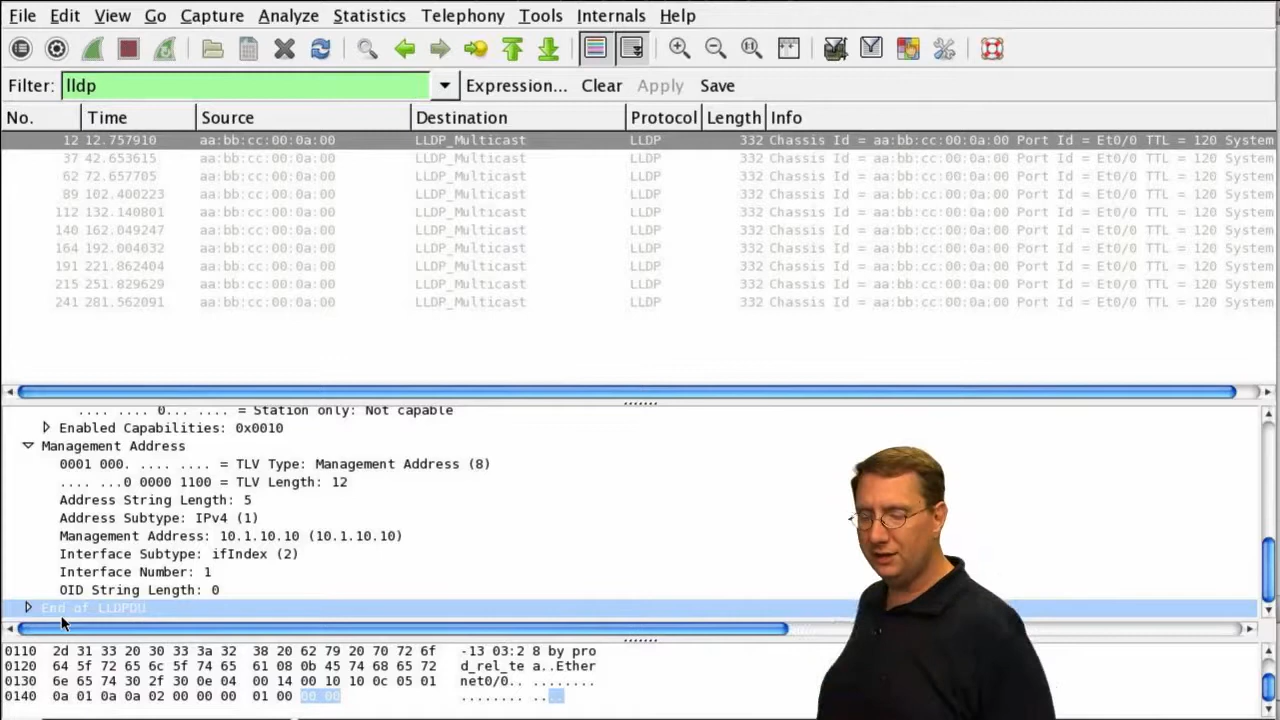 File Edit View Go Capture Analyze Statistics Telephony Tools Internals Help
Filter: lldp Expression... Clear Apply Save
No. Time Source Destination Protocol Length Info
12 12.757910 aa:bb:cc:00:0a:00 LLDP_Multicast LLDP 332 Chassis Id = aa:bb:cc:00:0a:00 Port Id = Et0/0 TTL = 120 System
37 42.653615 aa:bb:cc:00:0a:00 LLDP_Multicast LLDP 332 Chassis Id = aa:bb:cc:00:0a:00 Port Id = Et0/0 TTL = 120 System
62 72.657705 aa:bb:cc:00:0a:00 LLDP_Multicast LLDP 332 Chassis Id = aa:bb:cc:00:0a:00 Port Id = Et0/0 TTL = 120 System
89 102.400223 aa:bb:cc:00:0a:00 LLDP_Multicast LLDP 332 Chassis Id = aa:bb:cc:00:0a:00 Port Id = Et0/0 TTL = 120 System
112 132.140801 aa:bb:cc:00:0a:00 LLDP_Multicast LLDP 332 Chassis Id = aa:bb:cc:00:0a:00 Port Id = Et0/0 TTL = 120 System
140 162.049247 aa:bb:cc:00:0a:00 LLDP_Multicast LLDP 332 Chassis Id = aa:bb:cc:00:0a:00 Port Id = Et0/0 TTL = 120 System
164 192.004032 aa:bb:cc:00:0a:00 LLDP_Multicast LLDP 332 Chassis Id = aa:bb:cc:00:0a:00 Port Id = Et0/0 TTL = 120 System
191 221.862404 aa:bb:cc:00:0a:00 LLDP_Multicast LLDP 332 Chassis Id = aa:bb:cc:00:0a:00 Port Id = Et0/0 TTL = 120 System
215 251.829629 aa:bb:cc:00:0a:00 LLDP_Multicast LLDP 332 Chassis Id = aa:bb:cc:00:0a:00 Port Id = Et0/0 TTL = 120 System
241 281.562091 aa:bb:cc:00:0a:00 LLDP_Multicast LLDP 332 Chassis Id = aa:bb:cc:00:0a:00 Port Id = Et0/0 TTL = 120 System
.... .... 0... .... = Station only: Not capable
Enabled Capabilities: 0x0010
Management Address
0001 000. .... .... = TLV Type: Management Address (8)
.... ...0 0000 1100 = TLV Length: 12
Address String Length: 5
Address Subtype: IPv4 (1)
Management Address: 10.1.10.10 (10.1.10.10)
Interface Subtype: ifIndex (2)
Interface Number: 1
OID String Length: 0
End of LLDPDU
0110 2d 31 33 20 30 33 3a 32 38 20 62 79 20 70 72 6f -13 03:2 8 by pro
0120 64 5f 72 65 6c 5f 74 65 61 08 0b 45 74 68 65 72 d_rel_te a..Ether
0130 6e 65 74 30 2f 30 0e 04 00 14 00 10 10 0c 05 01 net0/0.. ........
0140 0a 01 0a 0a 02 00 00 00 01 00 00 00 ........ ....